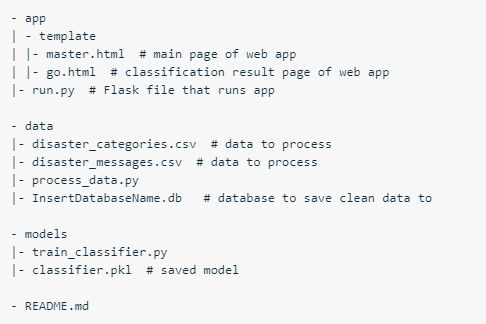 - app
| - template
| |- master.html  # main page of web app
| |- go.html  # classification result page of web app
|- run.py  # Flask file that runs app

- data
|- disaster_categories.csv  # data to process
|- disaster_messages.csv  # data to process
|- process_data.py
|- InsertDatabaseName.db   # database to save clean data to

- models
|- train_classifier.py
|- classifier.pkl  # saved model

- README.md